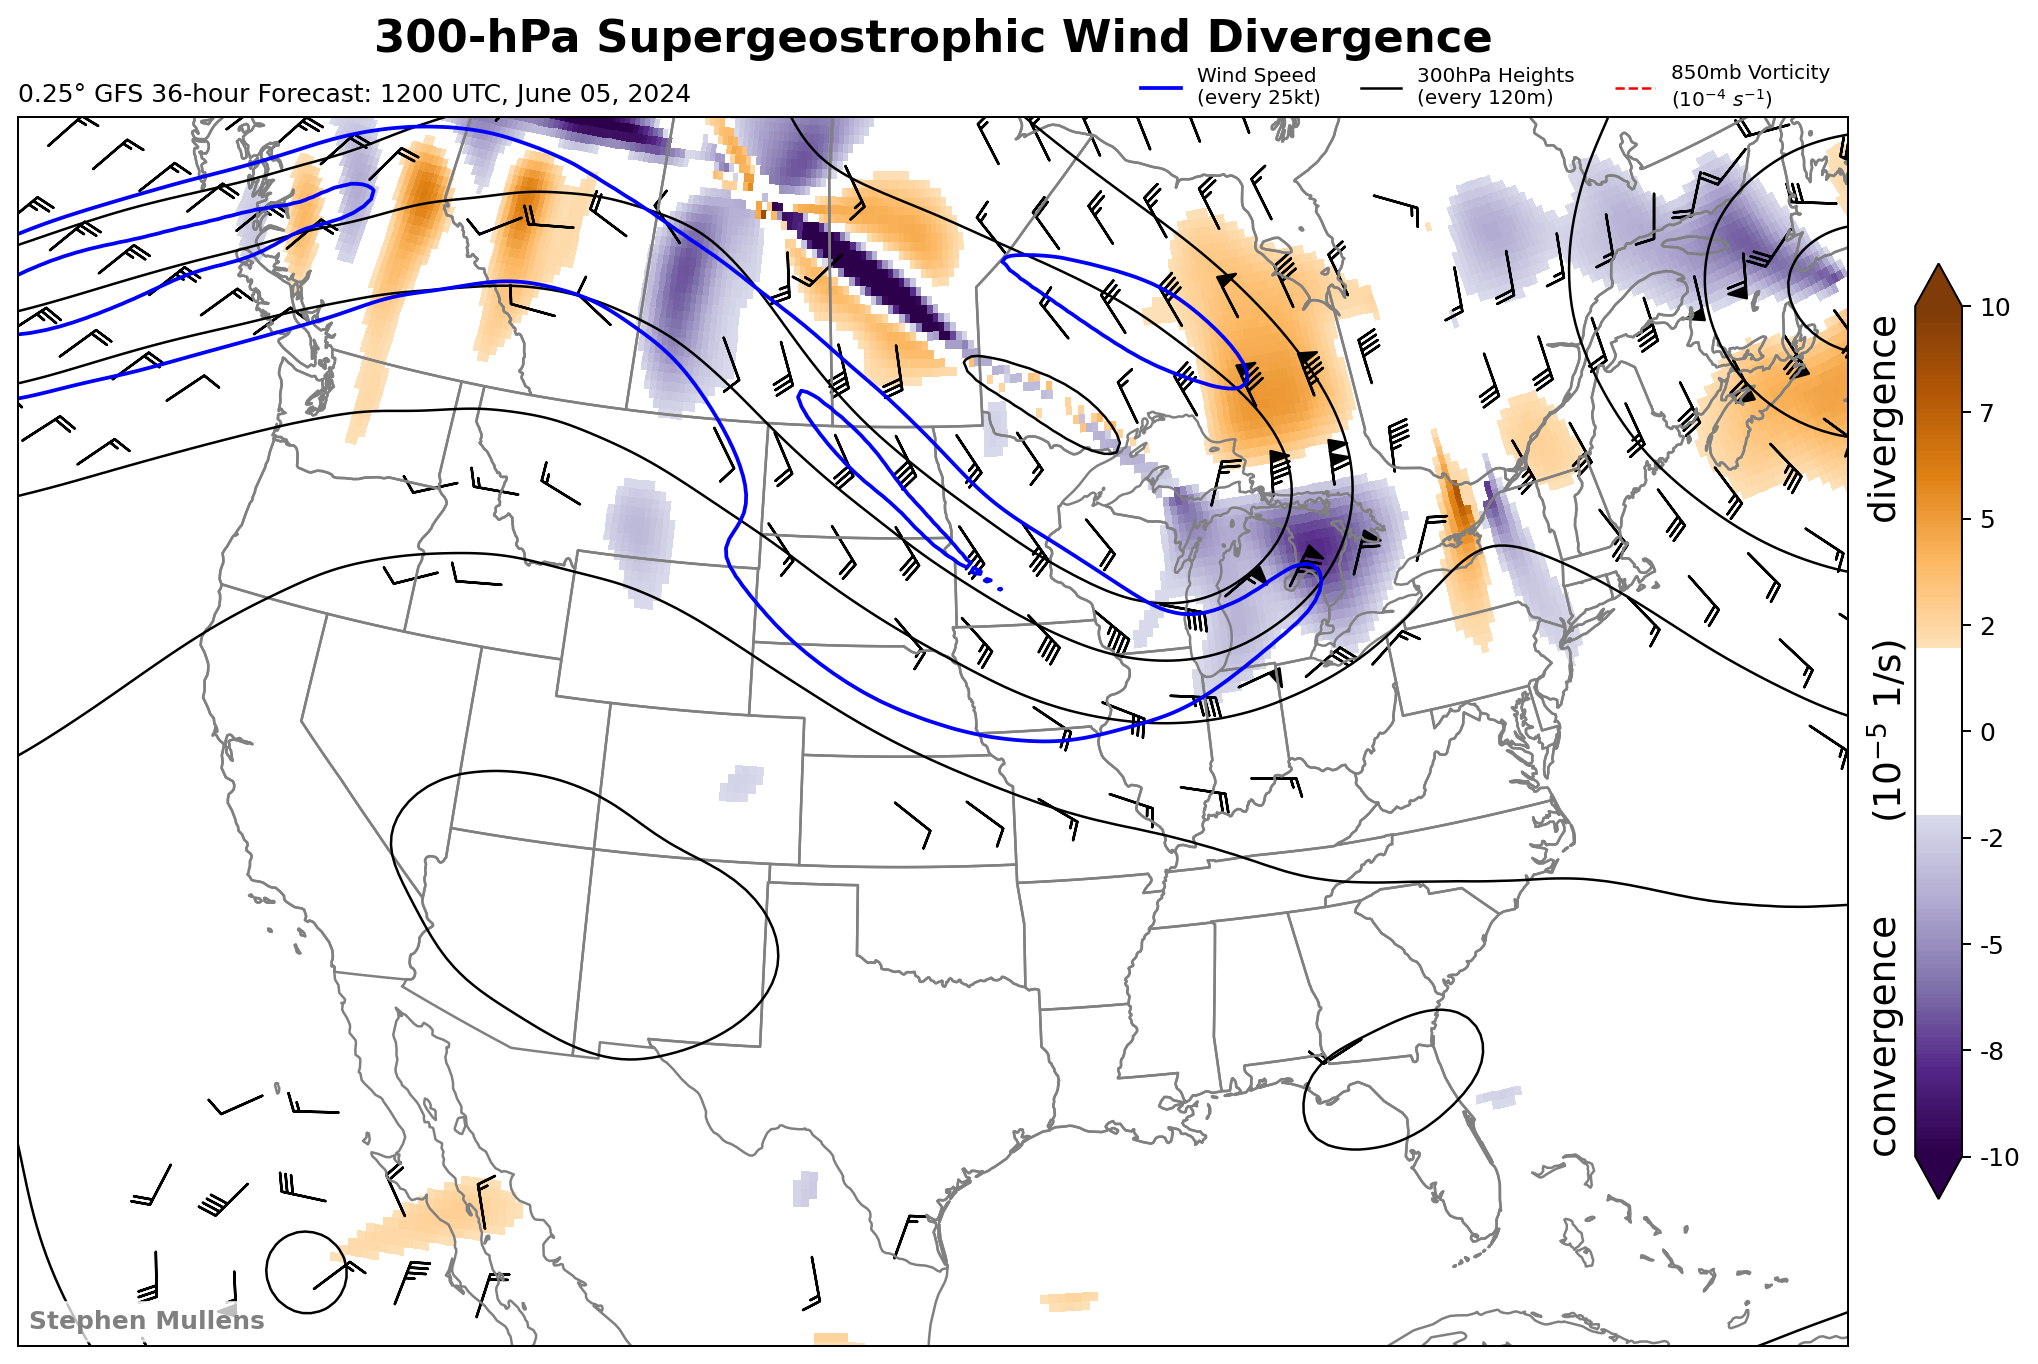 300-hPa Supergeostrophic Wind Divergence
0.25° GFS 36-hour Forecast: 1200 UTC, June 05, 2024
Wind Speed
(every 25kt)
300hPa Heights
(every 120m)
850mb Vorticity
(10⁻⁴ s⁻¹)
10
7
5
2
0
-2
-5
-8
-10
convergence (10⁻⁵ 1/s) divergence
Stephen Mullens